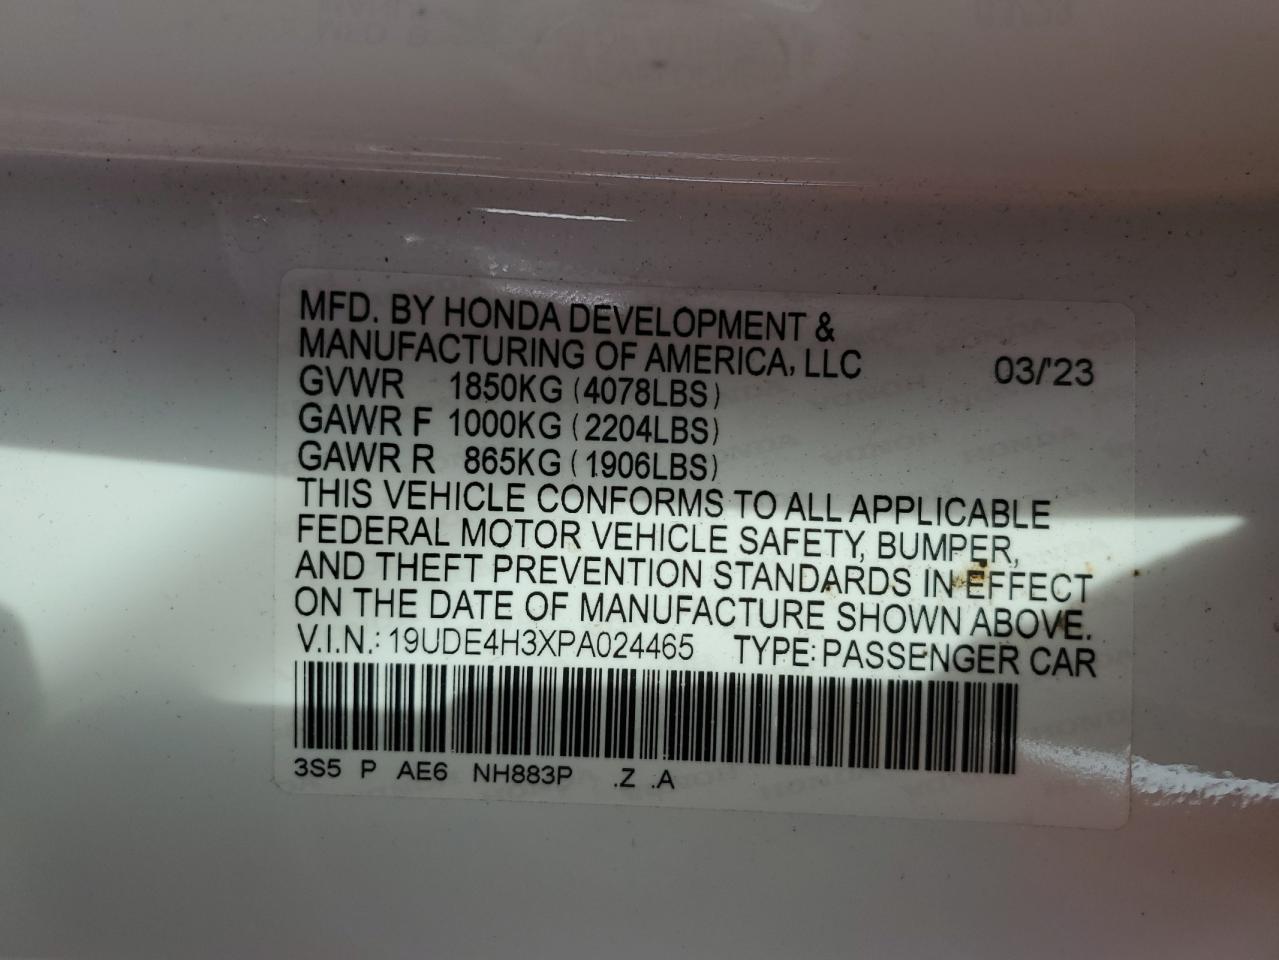 MFD. BY HONDA DEVELOPMENT &
MANUFACTURING OF AMERICA, LLC 03/'23
GVWR 1850KG (4078LBS)
GAWR F 1000KG (2204LBS)
GAWR R 865KG (1906LBS)
THIS VEHICLE CONFORMS TO ALL APPLICABLE
FEDERAL MOTOR VEHICLE SAFETY, BUMPER,
AND THEFT PREVENTION STANDARDS IN EFFECT
ON THE DATE OF MANUFACTURE SHOWN ABOVE.
V.I.N.: 19UDE4H3XPA024465 TYPE: PASSENGER CAR
3S5 P AE6 NH883P .Z .A